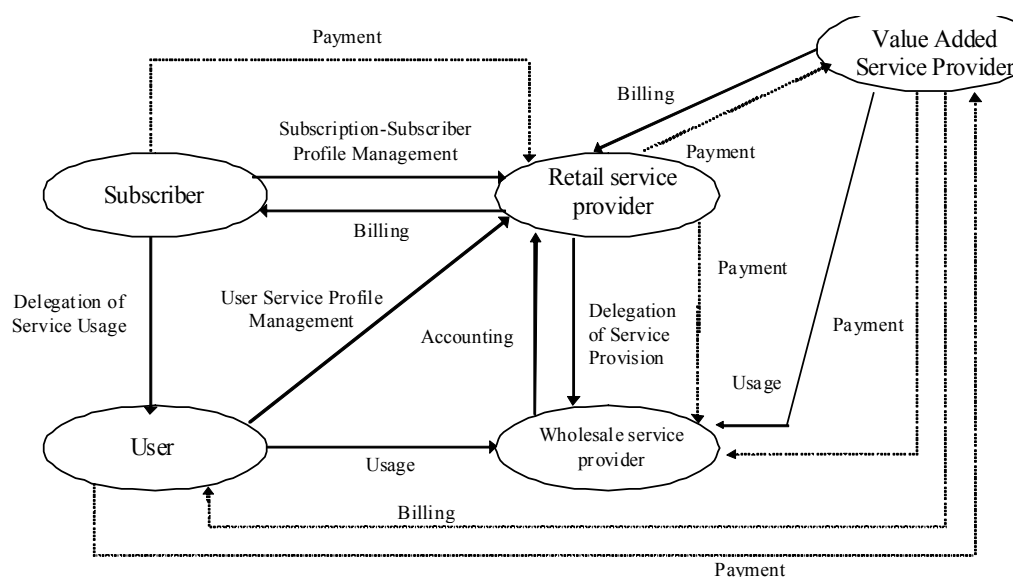 Payment
Value Added
Service Provider
Billing
Subscription-Subscriber
Profile Management
Payment
Subscriber
Retail service
provider
Billing
Payment
Delegation of
Service Usage
User Service Profile
Management
Accounting
Delegation
of Service
Provision
Payment
Usage
User
Wholesale service
provider
Usage
Billing
Payment